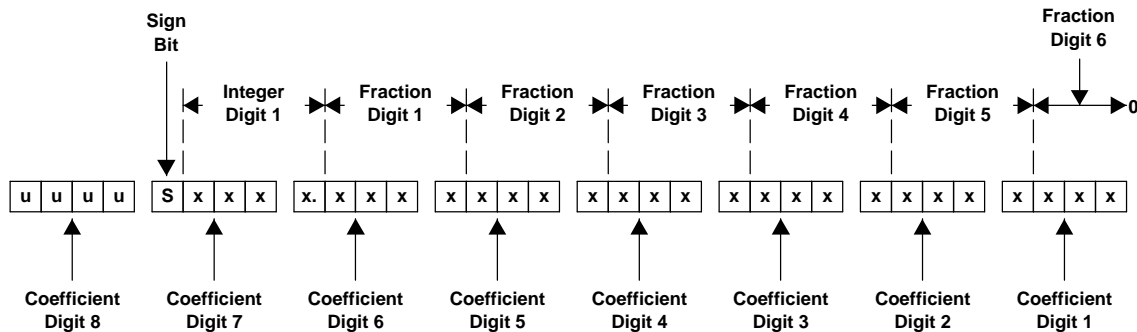 Sign
Bit
Fraction
Digit 6
Integer
Digit 1
Fraction
Digit 1
Fraction
Digit 2
Fraction
Digit 3
Fraction
Digit 4
Fraction
Digit 5
0
u u u u S x x x x. x x x x x x x x x x x x x x x x x x x x x x x
Coefficient
Digit 8
Coefficient
Digit 7
Coefficient
Digit 6
Coefficient
Digit 5
Coefficient
Digit 4
Coefficient
Digit 3
Coefficient
Digit 2
Coefficient
Digit 1